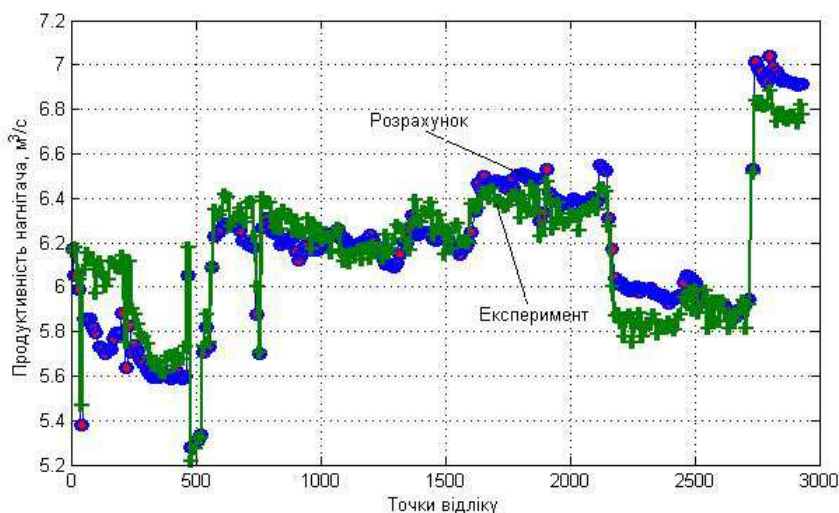 7.2
7
6.8
6.6
6.4
6.2
6
5.8
5.6
5.4
5.2
Продуктивність нагнітача, м³/с
Розрахунок
Експеримент
0 500 1000 1500 2000 2500 3000
Точки відліку